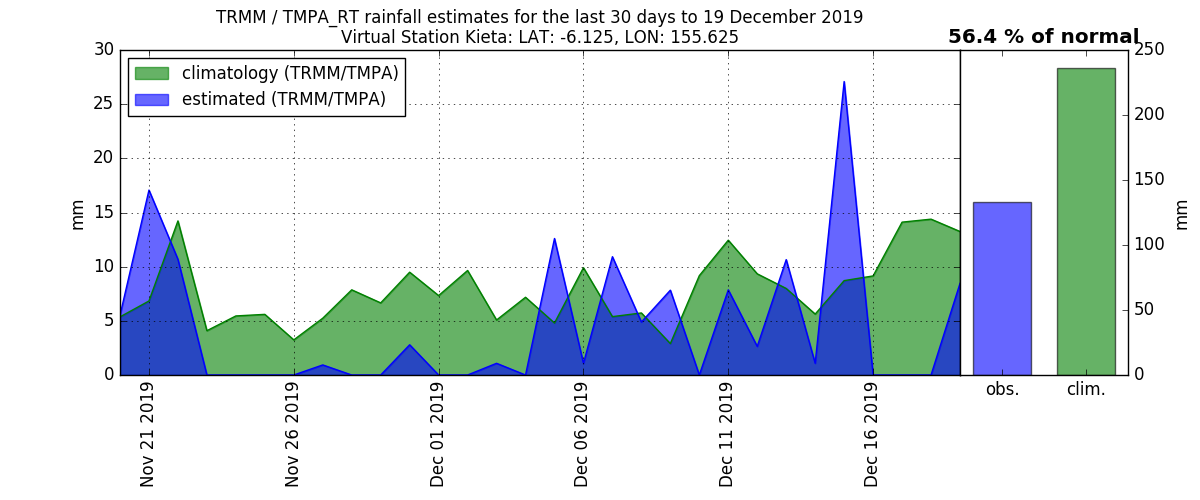 TRMM / TMPA_RT rainfall estimates for the last 30 days to 19 December 2019
Virtual Station Kieta: LAT: -6.125, LON: 155.625
56.4 % of normal
climatology (TRMM/TMPA)
estimated (TRMM/TMPA)
30
25
20
15
10
5
0
mm
Nov 21 2019
Nov 26 2019
Dec 01 2019
Dec 06 2019
Dec 11 2019
Dec 16 2019
obs.
clim.
250
200
150
100
50
0
mm